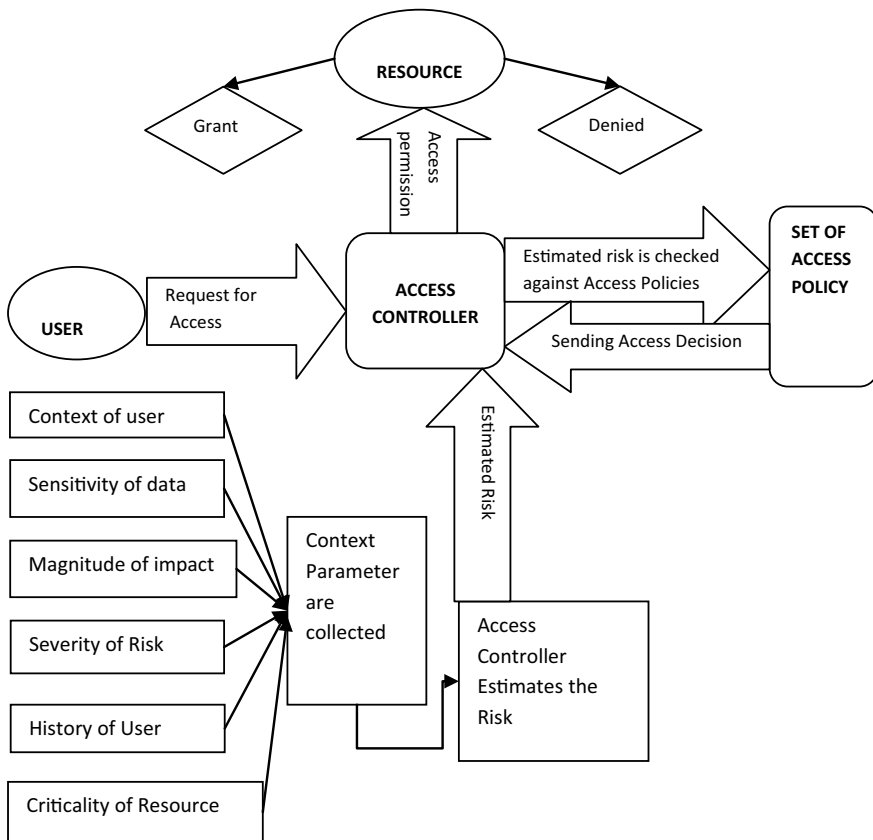 RESOURCE
Grant
Denied
Access
permission
SET OF
ACCESS
POLICY
Estimated risk is checked
against Access Policies
ACCESS
CONTROLLER
Request for
Access
USER
Sending Access Decision
Context of user
Estimated Risk
Sensitivity of data
Magnitude of impact
Context
Parameter
are
collected
Severity of Risk
Access
Controller
Estimates the
Risk
History of User
Criticality of Resource